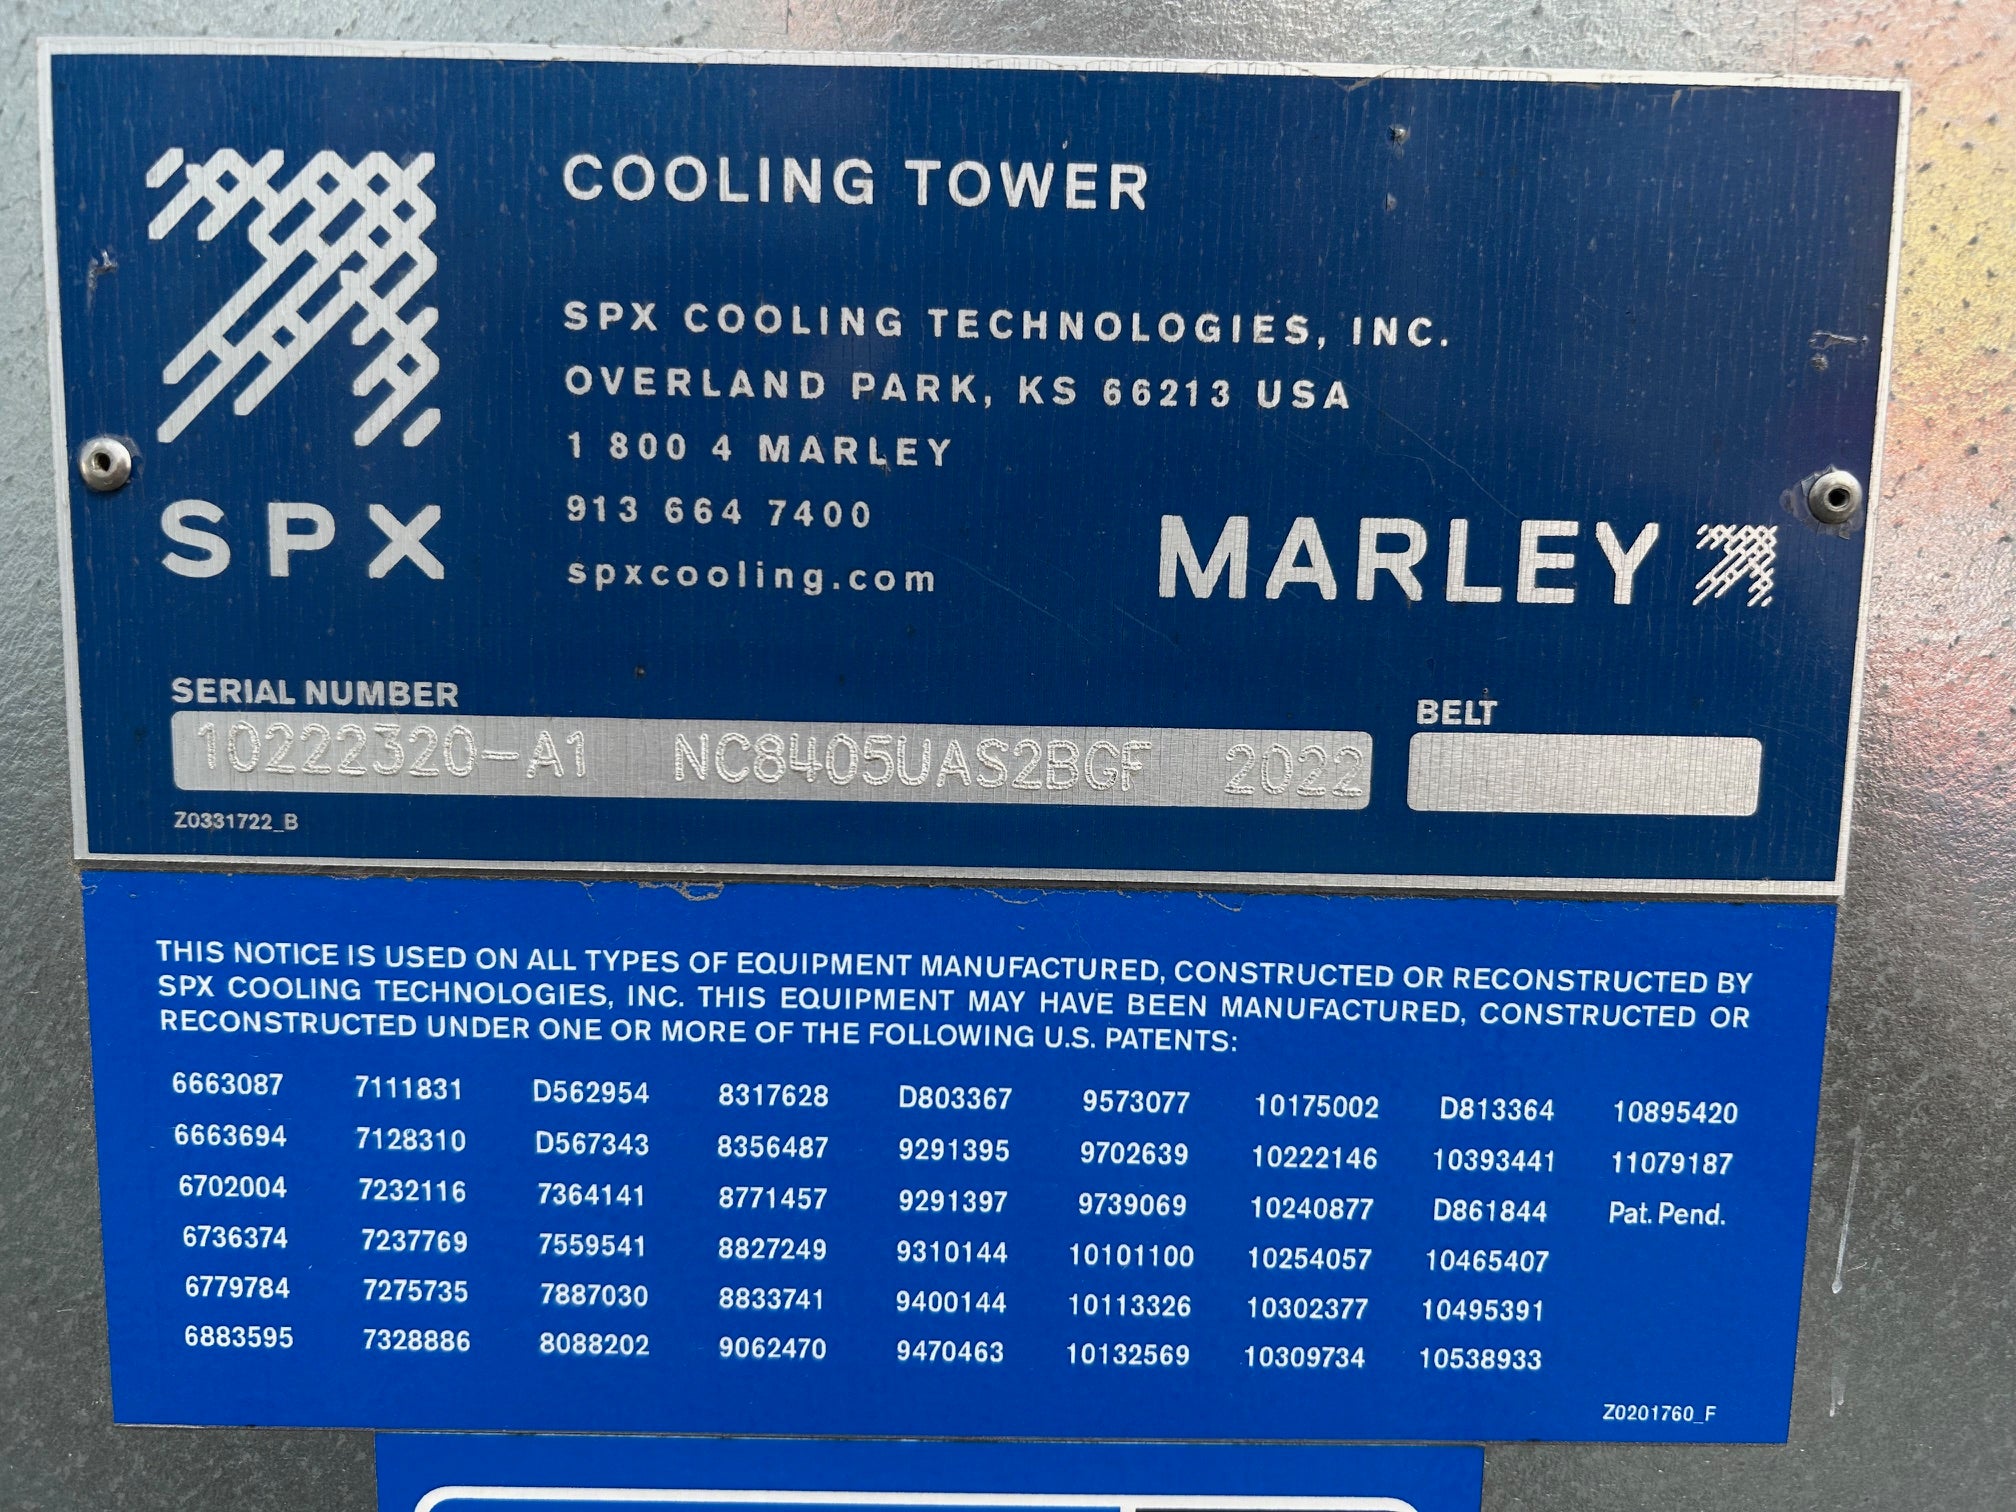 COOLING TOWER
SPX COOLING TECHNOLOGIES, INC.
OVERLAND PARK, KS 66213 USA
1 800 4 MARLEY
913 664 7400
spxcooling.com
SPX
MARLEY
SERIAL NUMBER
10222320-A1 NC8405UAS2BGF 2022
BELT
Z0331722_B
THIS NOTICE IS USED ON ALL TYPES OF EQUIPMENT MANUFACTURED, CONSTRUCTED OR RECONSTRUCTED BY
SPX COOLING TECHNOLOGIES, INC. THIS EQUIPMENT MAY HAVE BEEN MANUFACTURED, CONSTRUCTED OR
RECONSTRUCTED UNDER ONE OR MORE OF THE FOLLOWING U.S. PATENTS:
6663087 7111831 D562954 8317628 D803367 9573077 10175002 D813364 10895420
6663694 7128310 D567343 8356487 9291395 9702639 10222146 10393441 11079187
6702004 7232116 7364141 8771457 9291397 9739069 10240877 D861844 Pat. Pend.
6736374 7237769 7559541 8827249 9310144 10101100 10254057 10465407
6779784 7275735 7887030 8833741 9400144 10113326 10302377 10495391
6883595 7328886 8088202 9062470 9470463 10132569 10309734 10538933
Z0201760_F